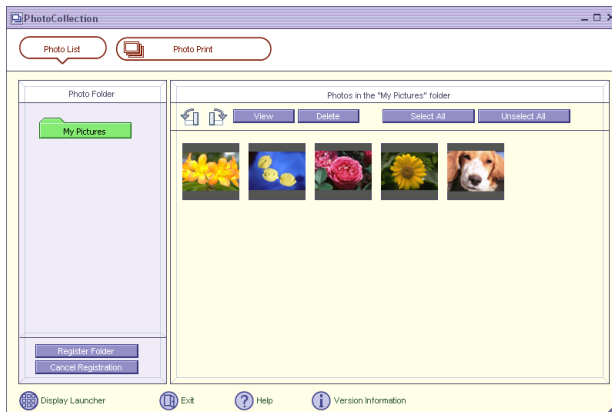 PhotoCollection
Photo List
Photo Print
Photo Folder
My Pictures
Register Folder
Cancel Registration
Photos in the "My Pictures" folder
View
Delete
Select All
Unselect All
Display Launcher
Exit
? Help
i Version Information